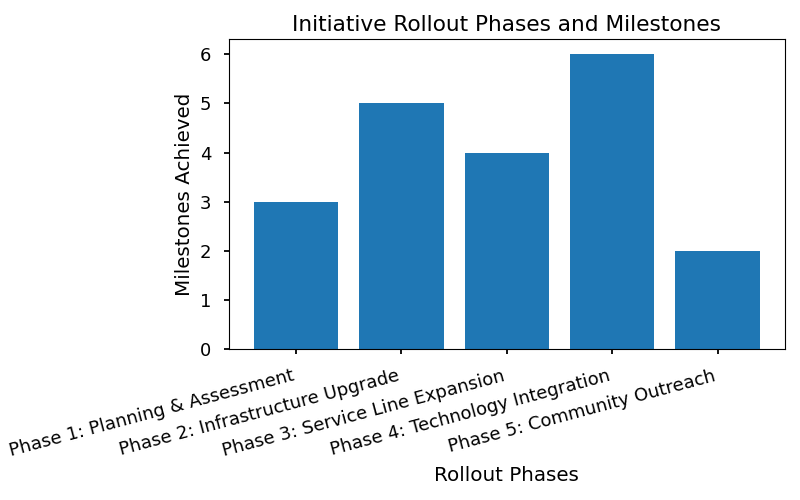 Initiative Rollout Phases and Milestones
Milestones Achieved
6
5
4
3
2
1
0
Phase 1: Planning & Assessment
Phase 2: Infrastructure Upgrade
Phase 3: Service Line Expansion
Phase 4: Technology Integration
Phase 5: Community Outreach
Rollout Phases